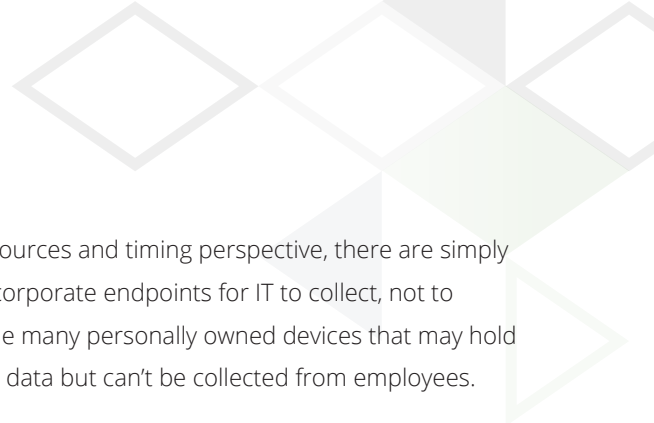 ources and timing perspective, there are simply
corporate endpoints for IT to collect, not to
e many personally owned devices that may hold
data but can’t be collected from employees.